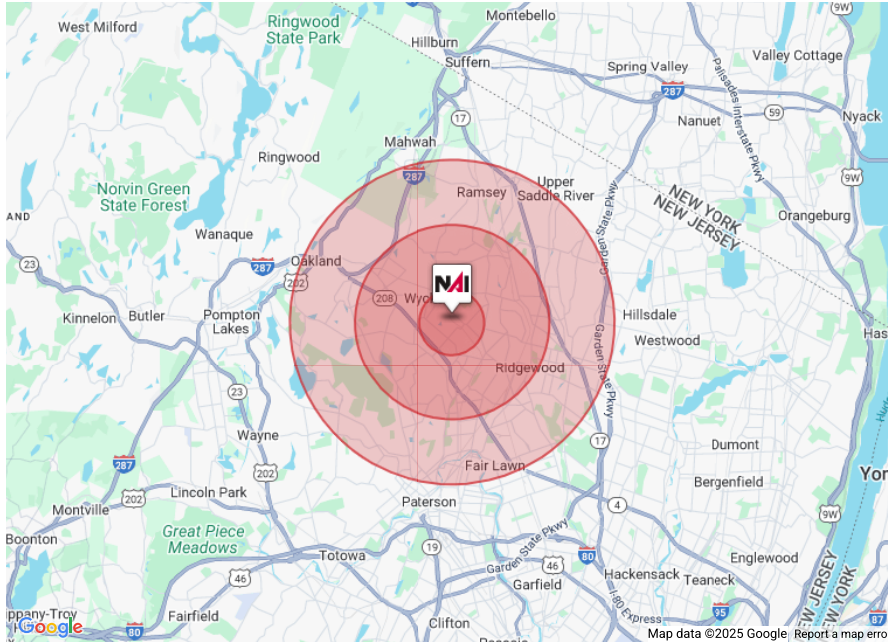 West Milford
Ringwood
State Park
Montebello
9W
Hillburn
Suffern
Spring Valley
Valley Cottage
287
Palisades Interstate Pkwy
59
Nyack
17
Nanuet
Mahwah
Ringwood
287
9W
Norvin Green
State Forest
Ramsey
Upper
Saddle River
NEW YORK
NEW JERSEY
Orangeburg
Wanaque
Garden State Pkwy
23
287
Oakland
202
NAI
208
Kinnelon
Butler
Pompton
Lakes
Hillsdale
Westwood
Garden State Pkwy
Ridgewood
23
Wayne
17
Dumont
287
202
Fair Lawn
Bergenfield
Lincoln Park
202
Paterson
4
Montville
9W
Great Piece
Meadows
Boonton
19
Garden State Pkwy
Totowa
80
Englewood
46
46
Hackensack
Teaneck
Garfield
I-80 Express
NEW JERSEY
NEW YORK
Fairfield
95
87
Google
80
Clifton
Map data ©2025 Google
Report a map er